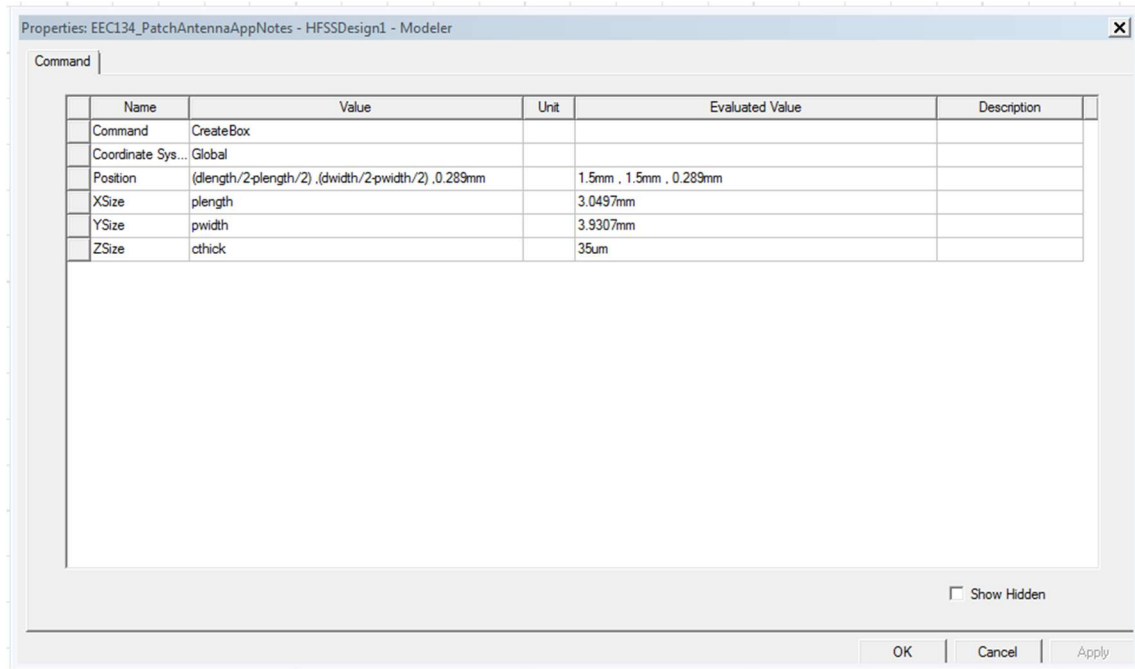 Properties: EEC134_PatchAntennaAppNotes - HFSSDesign1 - Modeler
Command
Name Value Unit Evaluated Value Description
Command CreateBox
Coordinate Sys... Global
Position (dlength/2-plength/2) ,(dwidth/2-pwidth/2) ,0.289mm 1.5mm , 1.5mm , 0.289mm
XSize plength 3.0497mm
YSize pwidth 3.9307mm
ZSize cthick 35um
Show Hidden
OK Cancel Apply